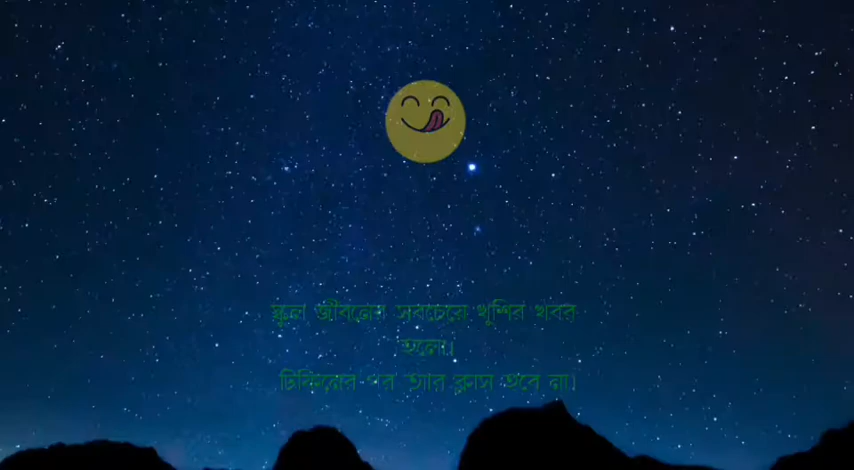 স্কুল জীবনের সবচেয়ে খুশির খবর
হলো।
টিফিনের পর আর ক্লাস হবে না।